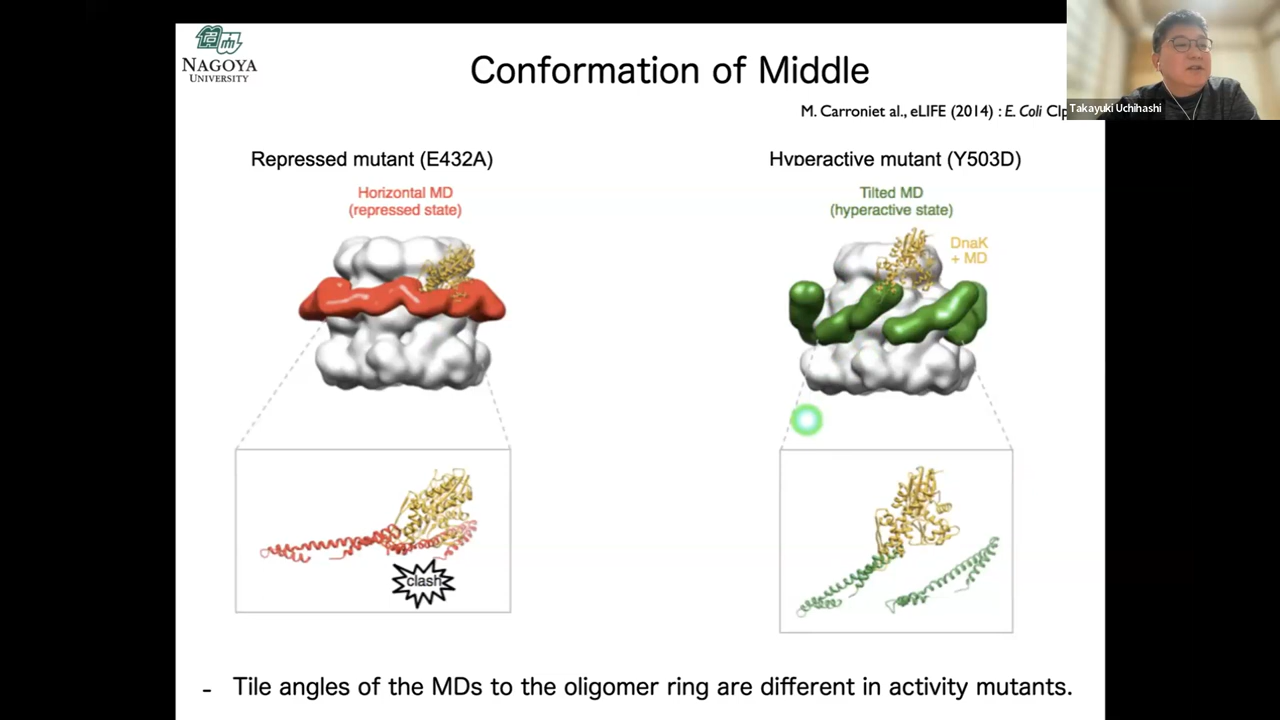 NAGOYA
UNIVERSITY
Conformation of Middle
M. Carroniet al., eLIFE (2014) : E. Coli
Takayuki Uchihashi
Repressed mutant (E432A)
Hyperactive mutant (Y503D)
Horizontal MD
(repressed state)
Tilted MD
(hyperactive state)
DnaK
+ MD
clash
- Tile angles of the MDs to the oligomer ring are different in activity mutants.